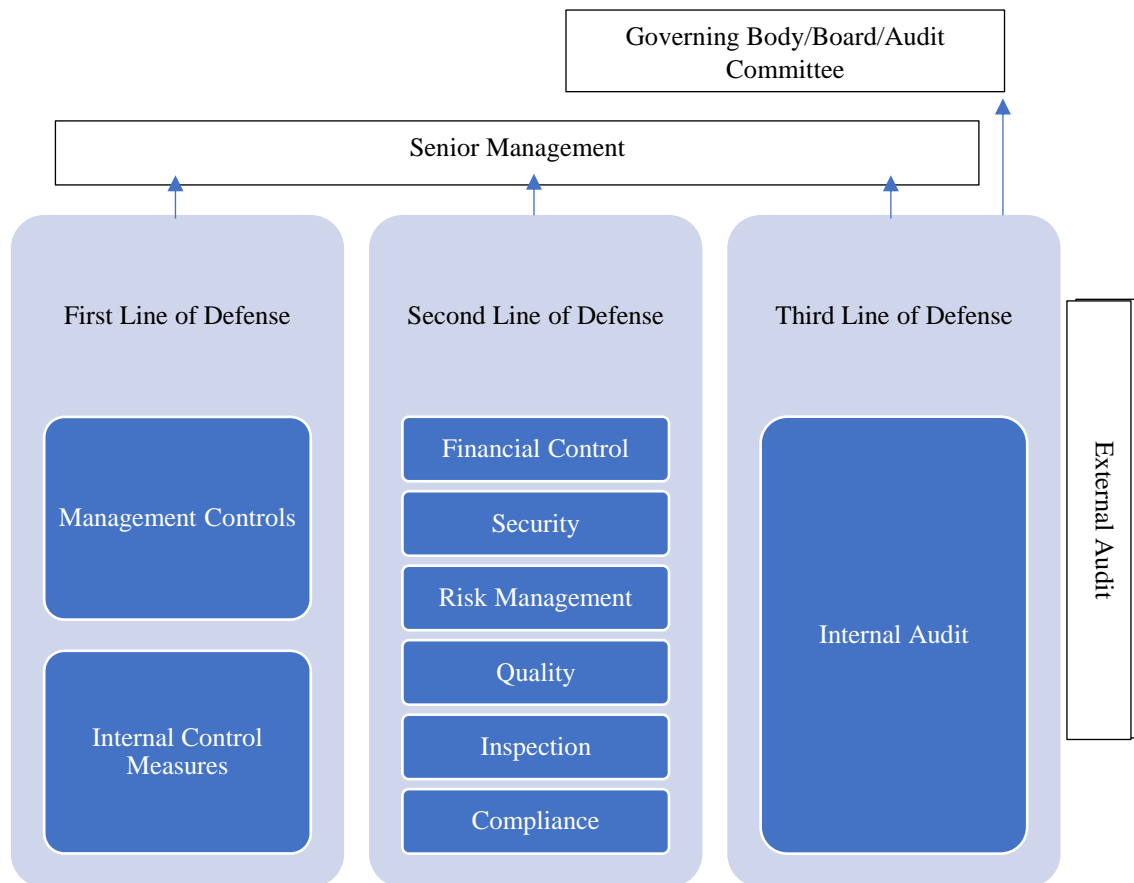 Governing Body/Board/Audit
Committee
Senior Management
First Line of Defense
Second Line of Defense
Third Line of Defense
Management Controls
Internal Control
Measures
Financial Control
Security
Risk Management
Quality
Inspection
Compliance
Internal Audit
External Audit